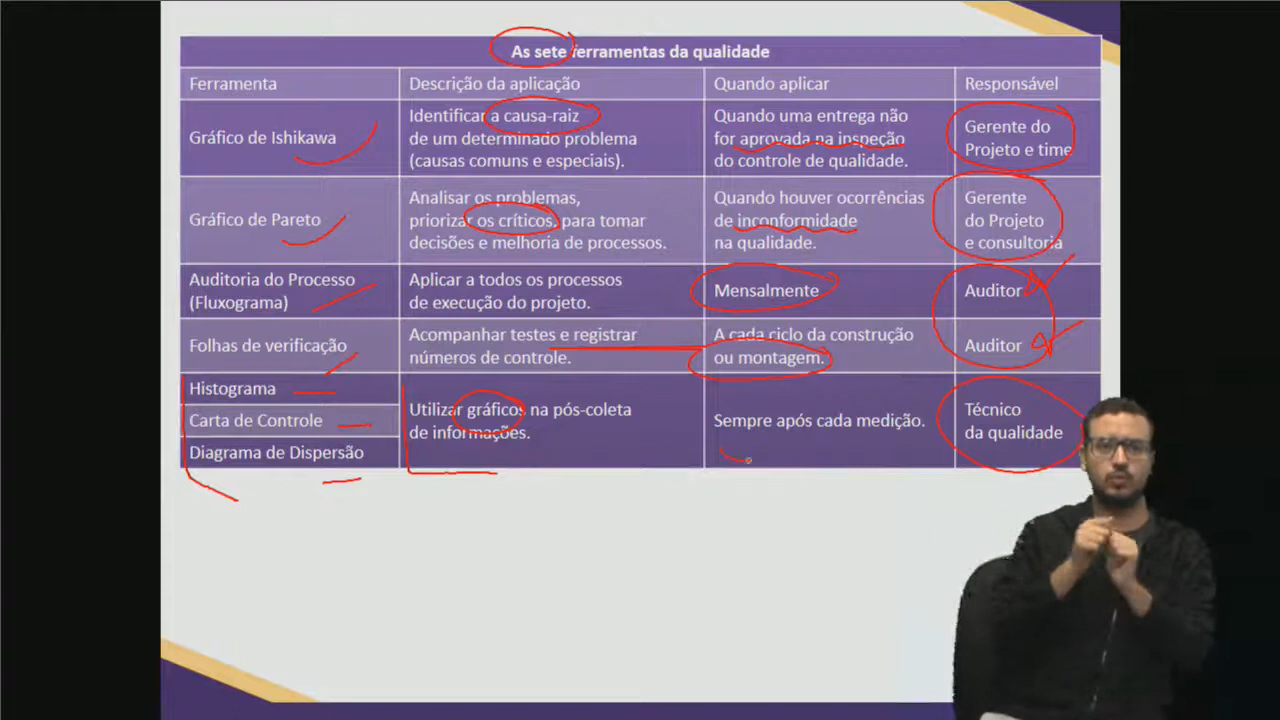 As sete ferramentas da qualidade
Ferramenta
Descrição da aplicação
Quando aplicar
Responsável
Gráfico de Ishikawa
Identificar a causa-raiz
de um determinado problema
(causas comuns e especiais).
Quando uma entrega não
for aprovada na inspeção
do controle de qualidade.
Gerente do
Projeto e time
Gráfico de Pareto
Analisar os problemas,
priorizar os críticos, para tomar
decisões e melhoria de processos.
Quando houver ocorrências
de inconformidade
na qualidade.
Gerente
do Projeto
e consultoria
Auditoria do Processo
(Fluxograma)
Aplicar a todos os processos
de execução do projeto.
Mensalmente
Auditor
Folhas de verificação
Acompanhar testes e registrar
números de controle.
A cada ciclo da construção
ou montagem.
Auditor
Histograma
Carta de Controle
Diagrama de Dispersão
Utilizar gráficos na pós-coleta
de informações.
Sempre após cada medição.
Técnico
da qualidade